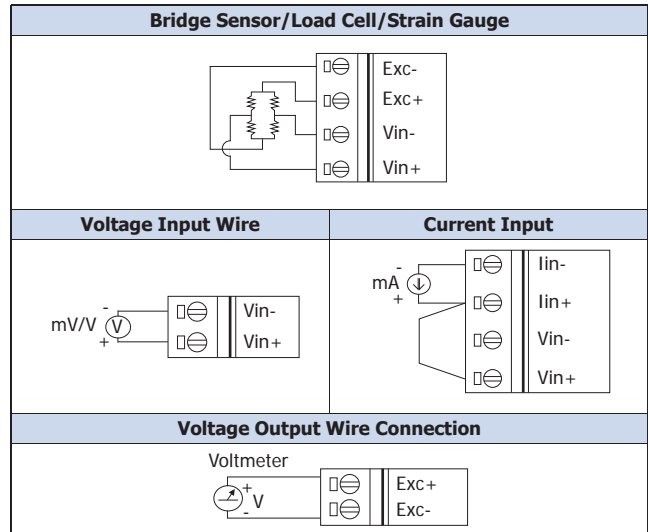 Bridge Sensor/Load Cell/Strain Gauge
Exc-
Exc+
Vin-
Vin+
Voltage Input Wire
mV/V
-
V
+
Vin-
Vin+
Current Input
mA
-
+
Iin-
Iin+
Vin-
Vin+
Voltage Output Wire Connection
Voltmeter
+
V
-
Exc+
Exc-